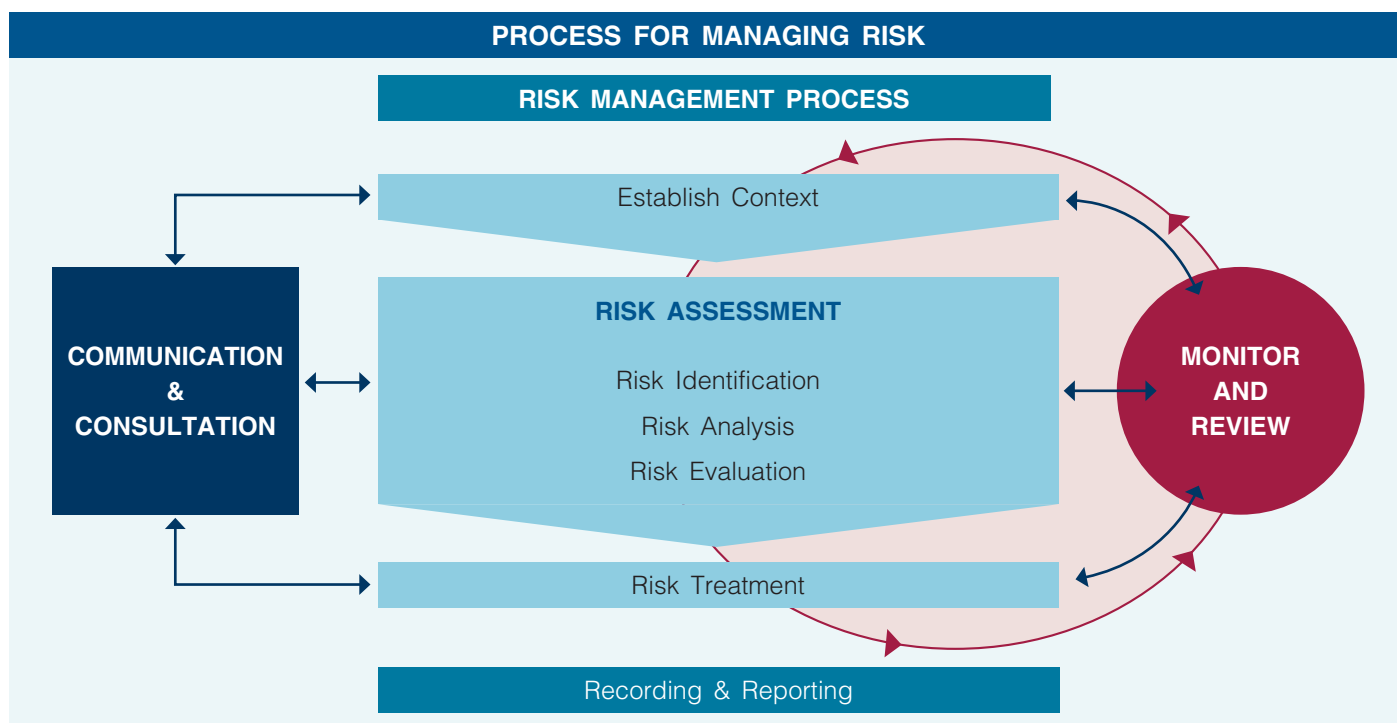 PROCESS FOR MANAGING RISK
RISK MANAGEMENT PROCESS
Establish Context
RISK ASSESSMENT
Risk Identification
Risk Analysis
Risk Evaluation
COMMUNICATION
&
CONSULTATION
MONITOR
AND
REVIEW
Risk Treatment
Recording & Reporting